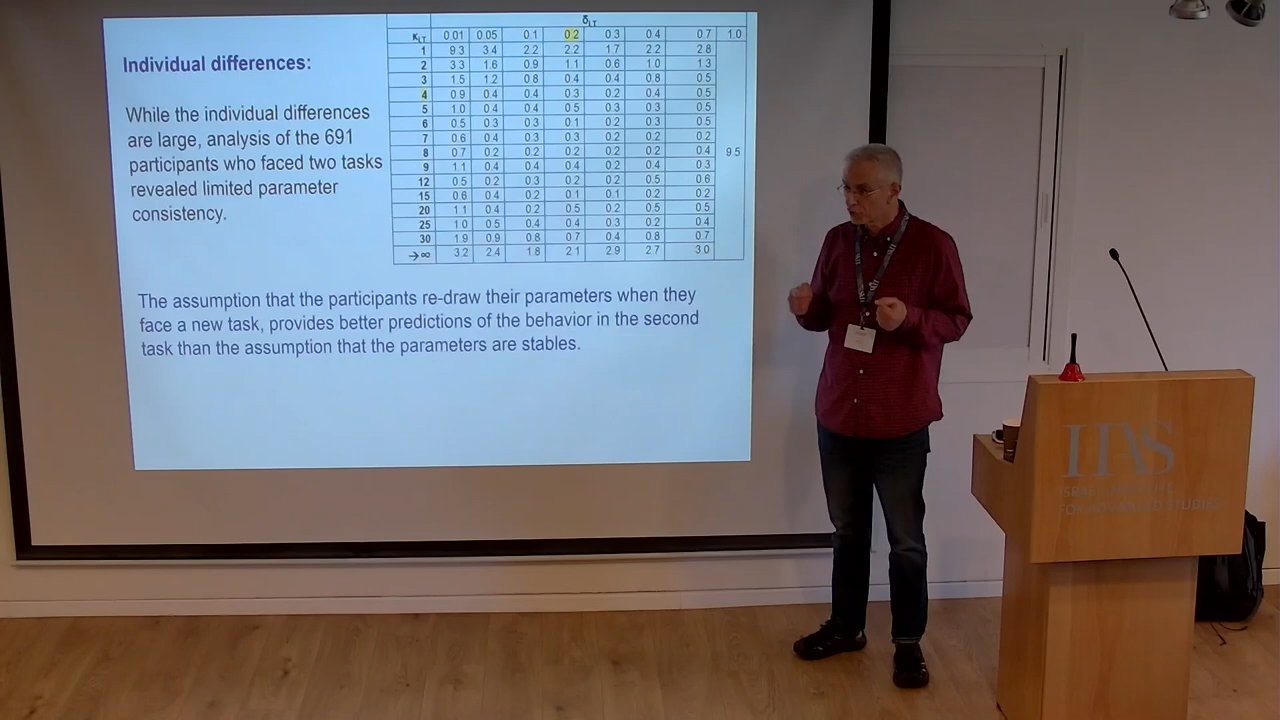 Individual differences:
While the individual differences
are large, analysis of the 691
participants who faced two tasks
revealed limited parameter
consistency.
δLT
κLT 0.01 0.05 0.1 0.2 0.3 0.4 0.7 1.0
1 9.3 3.4 2.2 2.2 1.7 2.2 2.8
2 3.3 1.6 0.9 1.1 0.6 1.0 1.3
3 1.5 1.2 0.8 0.4 0.4 0.8 0.5
4 0.9 0.4 0.4 0.3 0.2 0.4 0.5
5 1.0 0.4 0.4 0.5 0.3 0.3 0.5
6 0.5 0.3 0.3 0.1 0.2 0.3 0.5
7 0.6 0.4 0.3 0.3 0.2 0.2 0.2
8 0.7 0.2 0.2 0.2 0.2 0.2 0.4 9.5
9 1.1 0.4 0.4 0.4 0.2 0.4 0.3
12 0.5 0.2 0.3 0.2 0.2 0.5 0.6
15 0.6 0.4 0.2 0.1 0.1 0.2 0.2
20 1.1 0.4 0.2 0.5 0.2 0.5 0.5
25 1.0 0.5 0.4 0.4 0.3 0.2 0.4
30 1.9 0.9 0.8 0.7 0.4 0.8 0.7
→∞ 3.2 2.4 1.8 2.1 2.9 2.7 3.0
The assumption that the participants re-draw their parameters when they
face a new task, provides better predictions of the behavior in the second
task than the assumption that the parameters are stables.
IIAS
ISRAEL INSTITUTE
FOR ADVANCED STUDIES